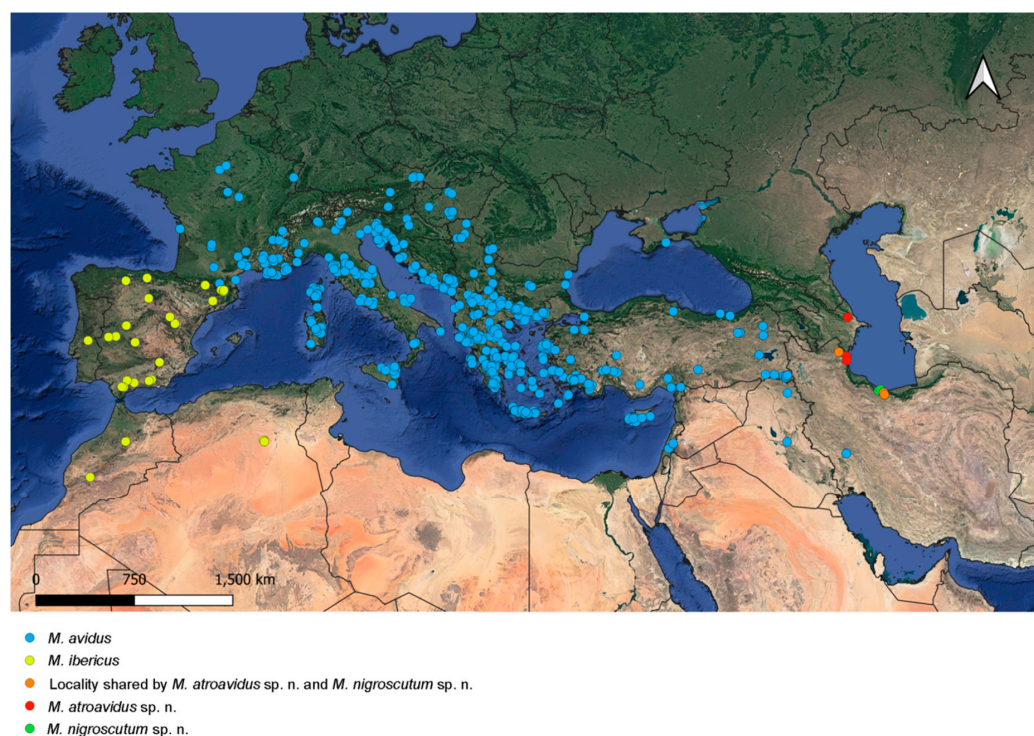 0 750 1,500 km
M. avidus
M. ibericus
Locality shared by M. atroavidus sp. n. and M. nigroscutum sp. n.
M. atroavidus sp. n.
M. nigroscutum sp. n.